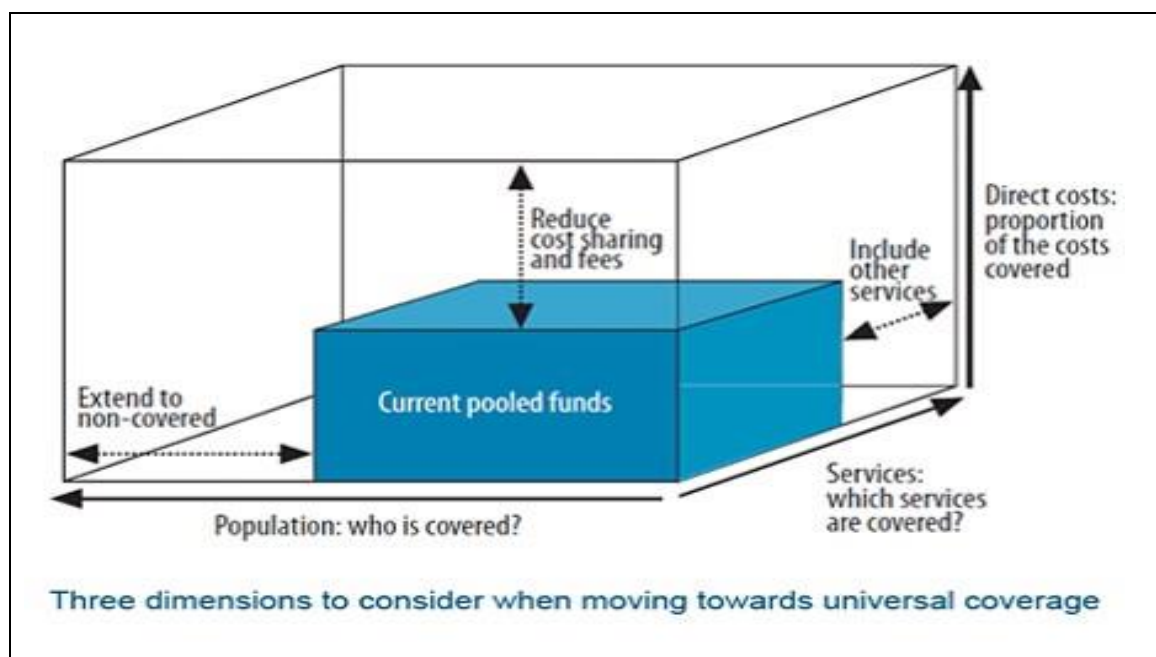 Reduce
cost sharing
and fees
Include
other
services
Direct costs:
proportion
of the costs
covered
Extend to
non-covered
Current pooled funds
Services:
which services
are covered?
Population: who is covered?
Three dimensions to consider when moving towards universal coverage